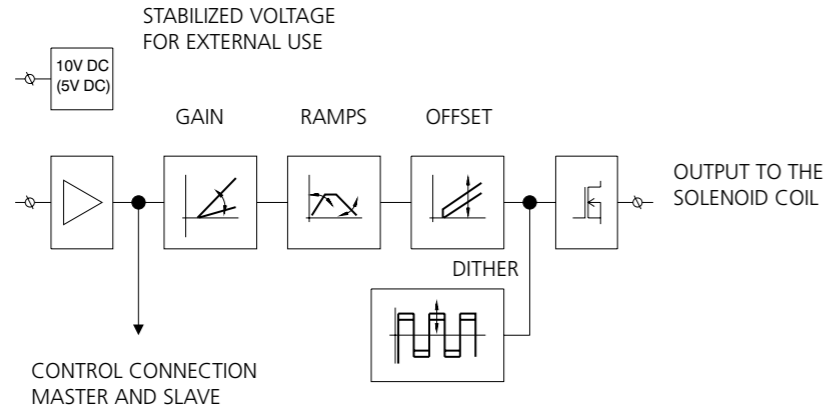 STABILIZED VOLTAGE
FOR EXTERNAL USE
10V DC
(5V DC)
GAIN
RAMPS
OFFSET
OUTPUT TO THE
SOLENOID COIL
DITHER
CONTROL CONNECTION
MASTER AND SLAVE